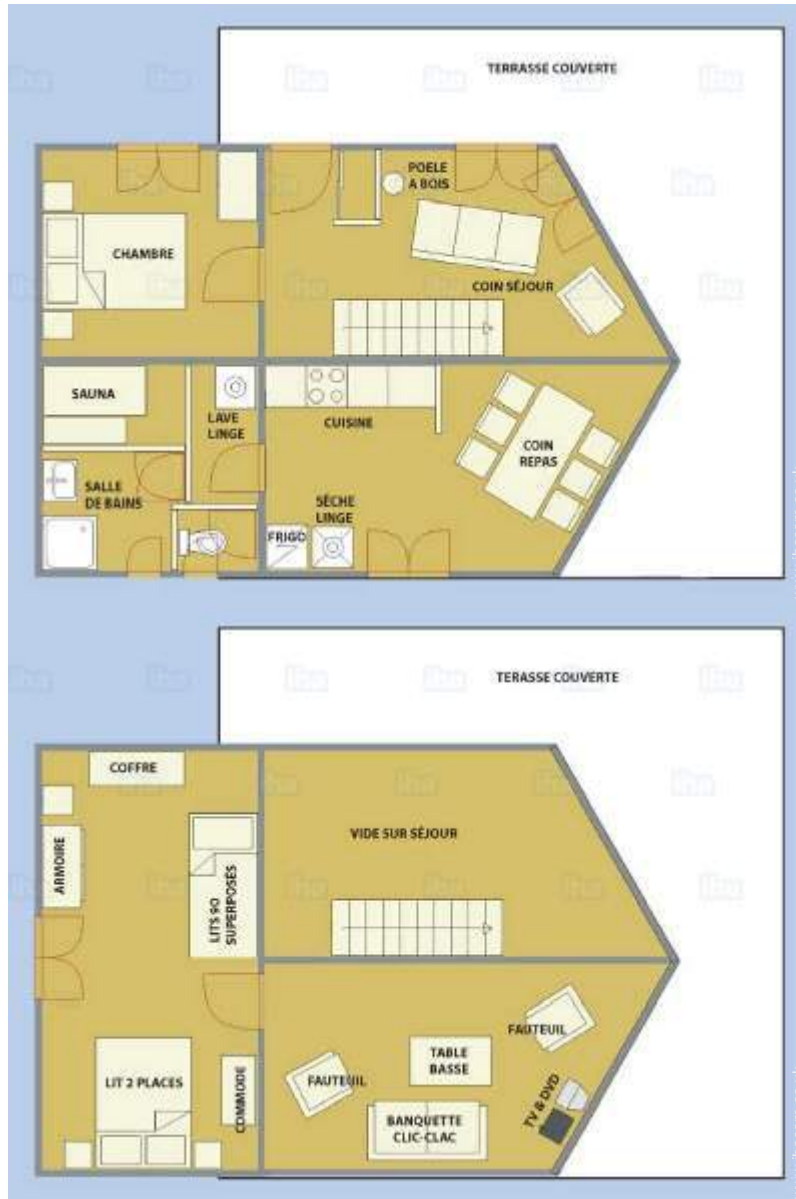 TERRASSE COUVERTE
POELE
A BOIS
CHAMBRE
COIN SÉJOUR
SAUNA
LAVE
LINGE
CUISINE
COIN
REPAS
SALLE
DE BAINS
SÈCHE
LINGE
FRIGO
TERASSE COUVERTE
COFFRE
VIDE SUR SÉJOUR
ARMOIRE
LITS 90
SUPERPOSÉS
FAUTEUIL
TABLE
BASSE
LIT 2 PLACES
COMMODE
FAUTEUIL
TV & DVD
BANQUETTE
CLIC-CLAC